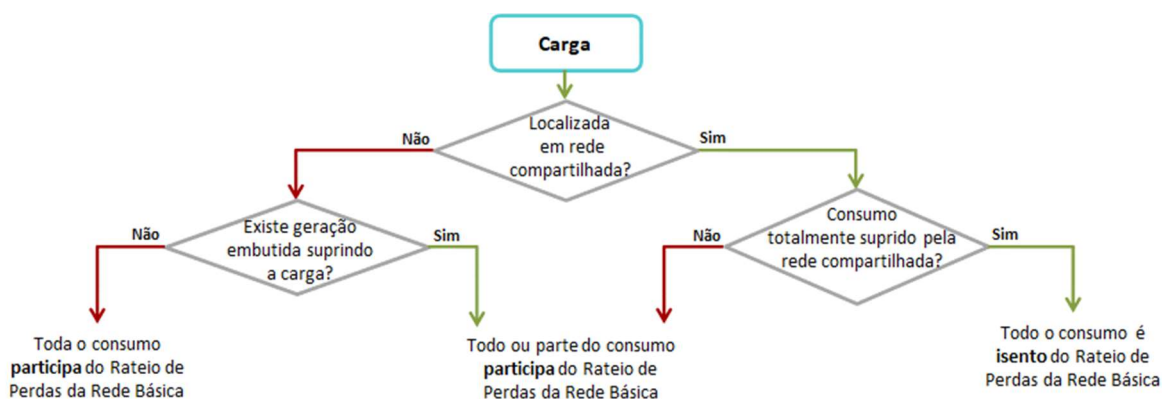 Carga
Localizada
em rede
compartilhada?
Não
Sim
Existe geração
embutida suprindo
a carga?
Não
Sim
Consumo
totalmente suprido pela
rede compartilhada?
Não
Sim
Toda o consumo
participa do Rateio de
Perdas da Rede Básica
Todo ou parte do consumo
participa do Rateio de
Perdas da Rede Básica
Todo o consumo é
isento do Rateio de
Perdas da Rede Básica